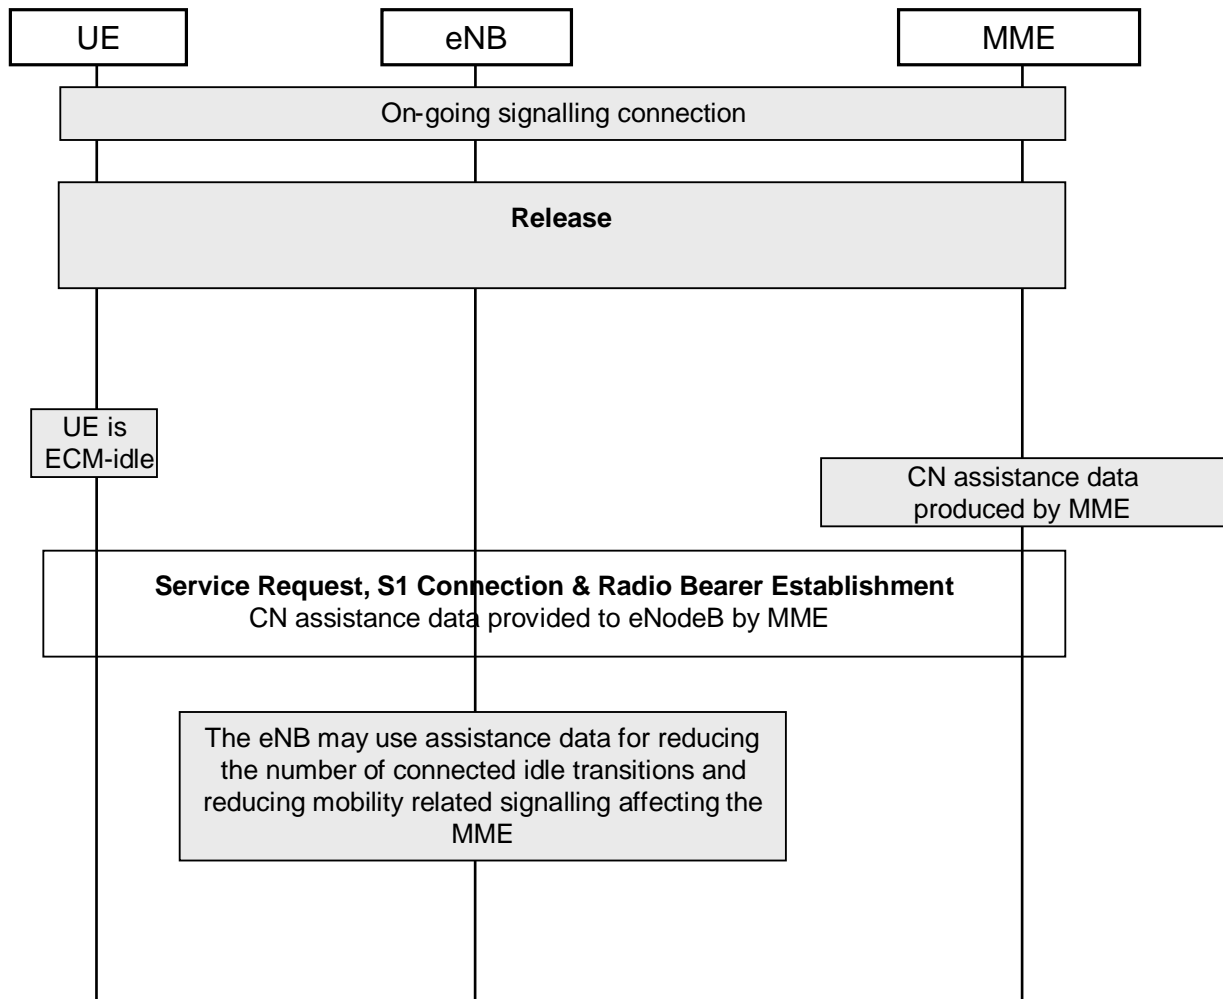 UE
eNB
MME
On-going signalling connection
Release
UE is
ECM-idle
CN assistance data
produced by MME
Service Request, S1 Connection & Radio Bearer Establishment
CN assistance data provided to eNodeB by MME
The eNB may use assistance data for reducing
the number of connected idle transitions and
reducing mobility related signalling affecting the
MME